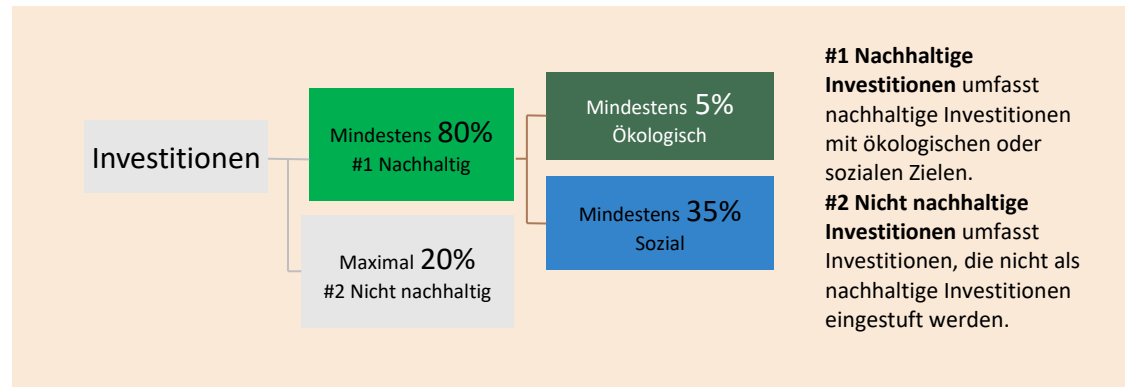 Investitionen
Mindestens 80%
#1 Nachhaltig
Maximal 20%
#2 Nicht nachhaltig
Mindestens 5%
Ökologisch
Mindestens 35%
Sozial
#1 Nachhaltige
Investitionen umfasst
nachhaltige Investitionen
mit ökologischen oder
sozialen Zielen.
#2 Nicht nachhaltige
Investitionen umfasst
Investitionen, die nicht als
nachhaltige Investitionen
eingestuft werden.